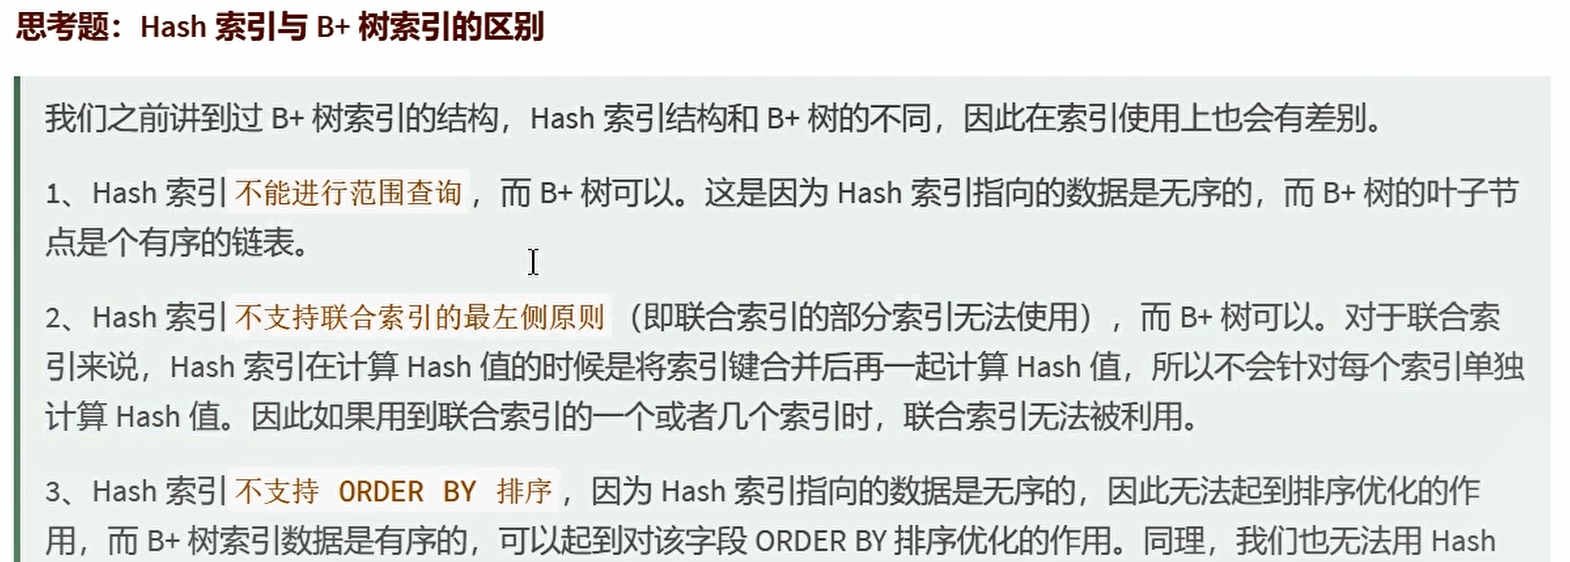 思考题：Hash 索引与 B+ 树索引的区别
我们之前讲到过 B+ 树索引的结构，Hash 索引结构和 B+ 树的不同，因此在索引使用上也会有差别。
1、Hash 索引不能进行范围查询，而 B+ 树可以。这是因为 Hash 索引指向的数据是无序的，而 B+ 树的叶子节
点是个有序的链表。
2、Hash 索引不支持联合索引的最左侧原则（即联合索引的部分索引无法使用），而 B+ 树可以。对于联合索
引来说，Hash 索引在计算 Hash 值的时候是将索引键合并后再一起计算 Hash 值，所以不会针对每个索引单独
计算 Hash 值。因此如果用到联合索引的一个或者几个索引时，联合索引无法被利用。
3、Hash 索引不支持 ORDER BY 排序，因为 Hash 索引指向的数据是无序的，因此无法起到排序优化的作
用，而 B+ 树索引数据是有序的，可以起到对该字段 ORDER BY 排序优化的作用。同理，我们也无法用 Hash